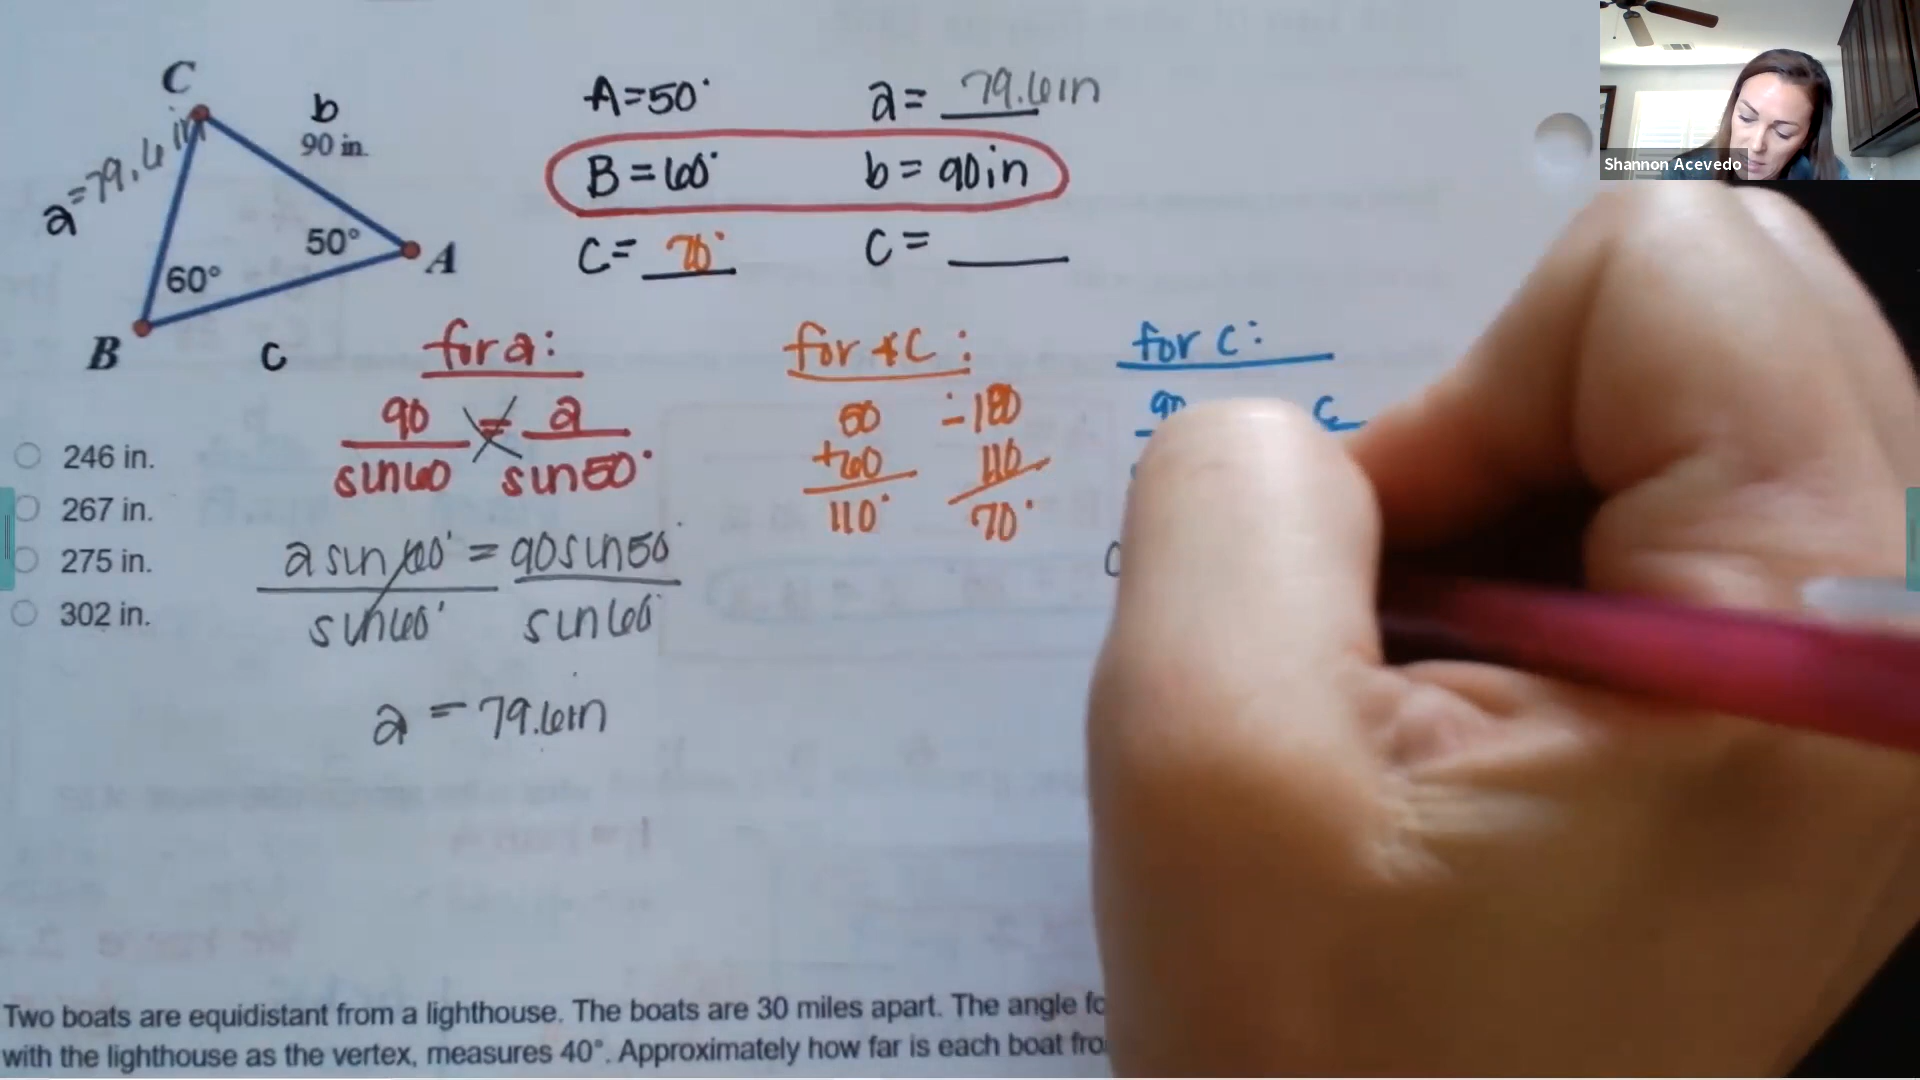 C
b
90 in.
a=79.6in
50°
A
60°
B
c
A=50°
a= 79.6in
B=60°
b=90in
C= 70°
c=
for a:
90 = a
sin60 sin50°
a sin60° = 90sin50°
sin60° sin60°
a = 79.6in
for ∡C:
50
+60
110°
180
110
70°
for c:
90 c
246 in.
267 in.
275 in.
302 in.
Two boats are equidistant from a lighthouse. The boats are 30 miles apart. The angle fo
with the lighthouse as the vertex, measures 40°. Approximately how far is each boat fro
Shannon Acevedo